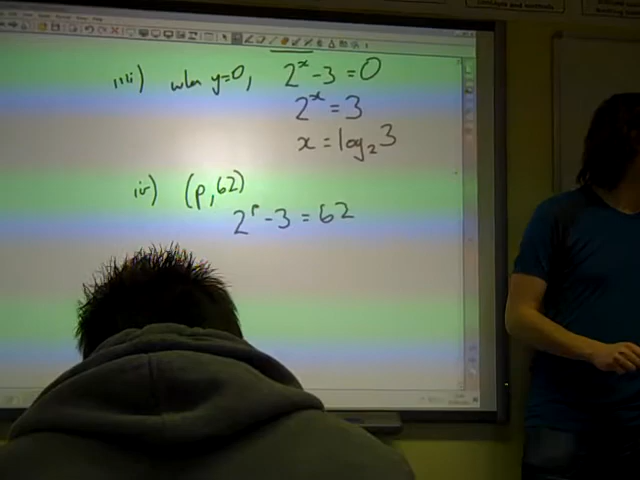 iii) when y=0, 2^x - 3 = 0
2^x = 3
x = log₂3
iv) (p, 62)
2^p - 3 = 62